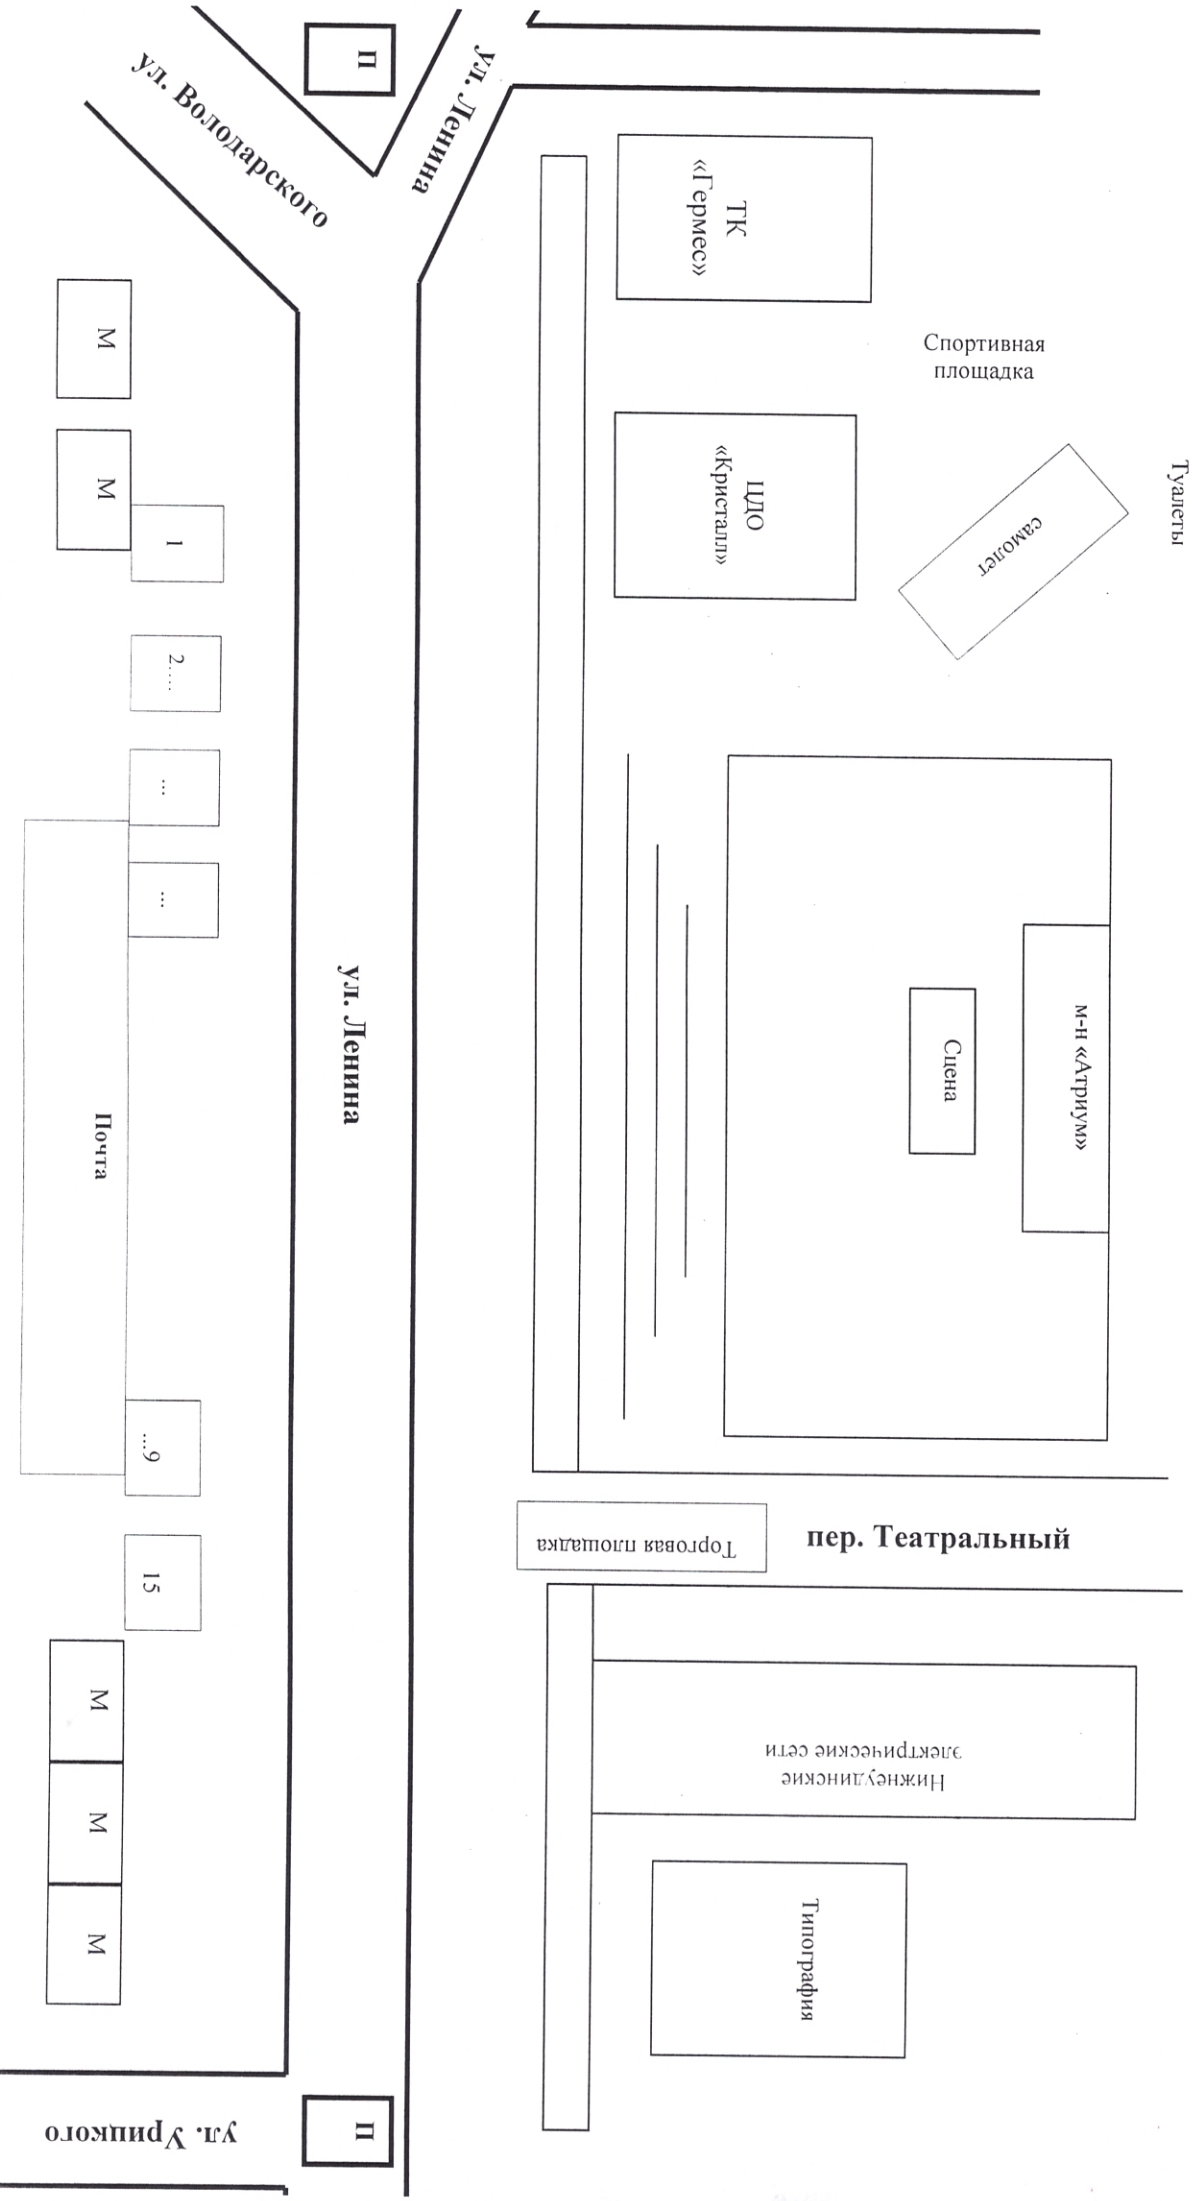 П
ул. Володарского
ул. Ленина
ТК
«Гермес»
Спортивная
площадка
Туалеты
ЦДО
«Кристалл»
самолет
М
М
1
2.....
...
...
...9
15
Почта
ул. Ленина
м-н «Атриум»
Сцена
Торговая площадка
пер. Театральный
Нижнеудинские
электрические сети
Типография
М
М
М
ул. Урицкого
П